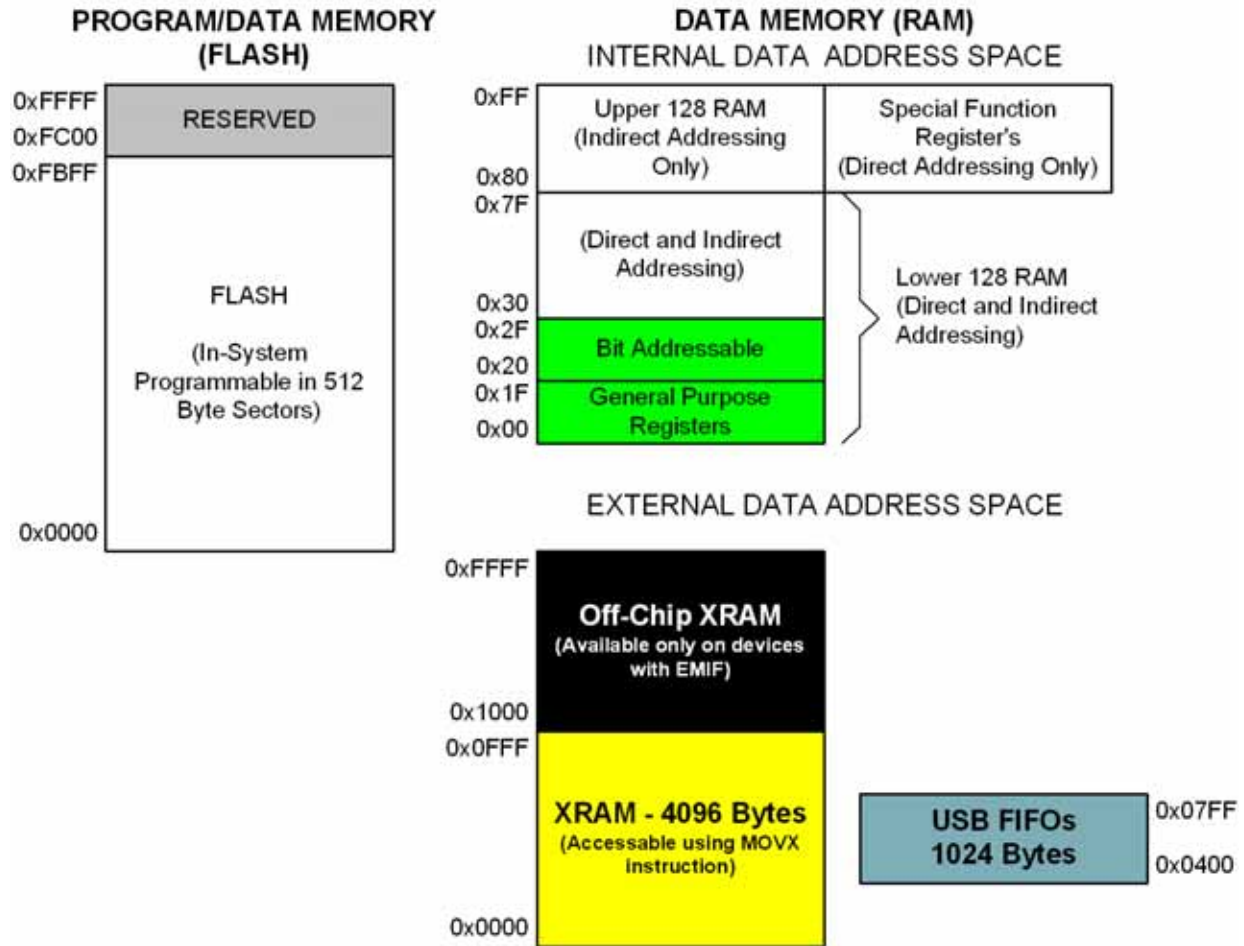 PROGRAM/DATA MEMORY
(FLASH)
0xFFFF
RESERVED
0xFC00
0xFBFF
FLASH
(In-System
Programmable in 512
Byte Sectors)
0x0000
DATA MEMORY (RAM)
INTERNAL DATA ADDRESS SPACE
0xFF
Upper 128 RAM
(Indirect Addressing
Only)
0x80
Special Function
Register's
(Direct Addressing Only)
0x7F
(Direct and Indirect
Addressing)
0x30
0x2F
Bit Addressable
0x20
0x1F
General Purpose
Registers
0x00
Lower 128 RAM
(Direct and Indirect
Addressing)
EXTERNAL DATA ADDRESS SPACE
0xFFFF
Off-Chip XRAM
(Available only on devices
with EMIF)
0x1000
0x0FFF
XRAM - 4096 Bytes
(Accessable using MOVX
instruction)
0x0000
USB FIFOs
1024 Bytes
0x07FF
0x0400